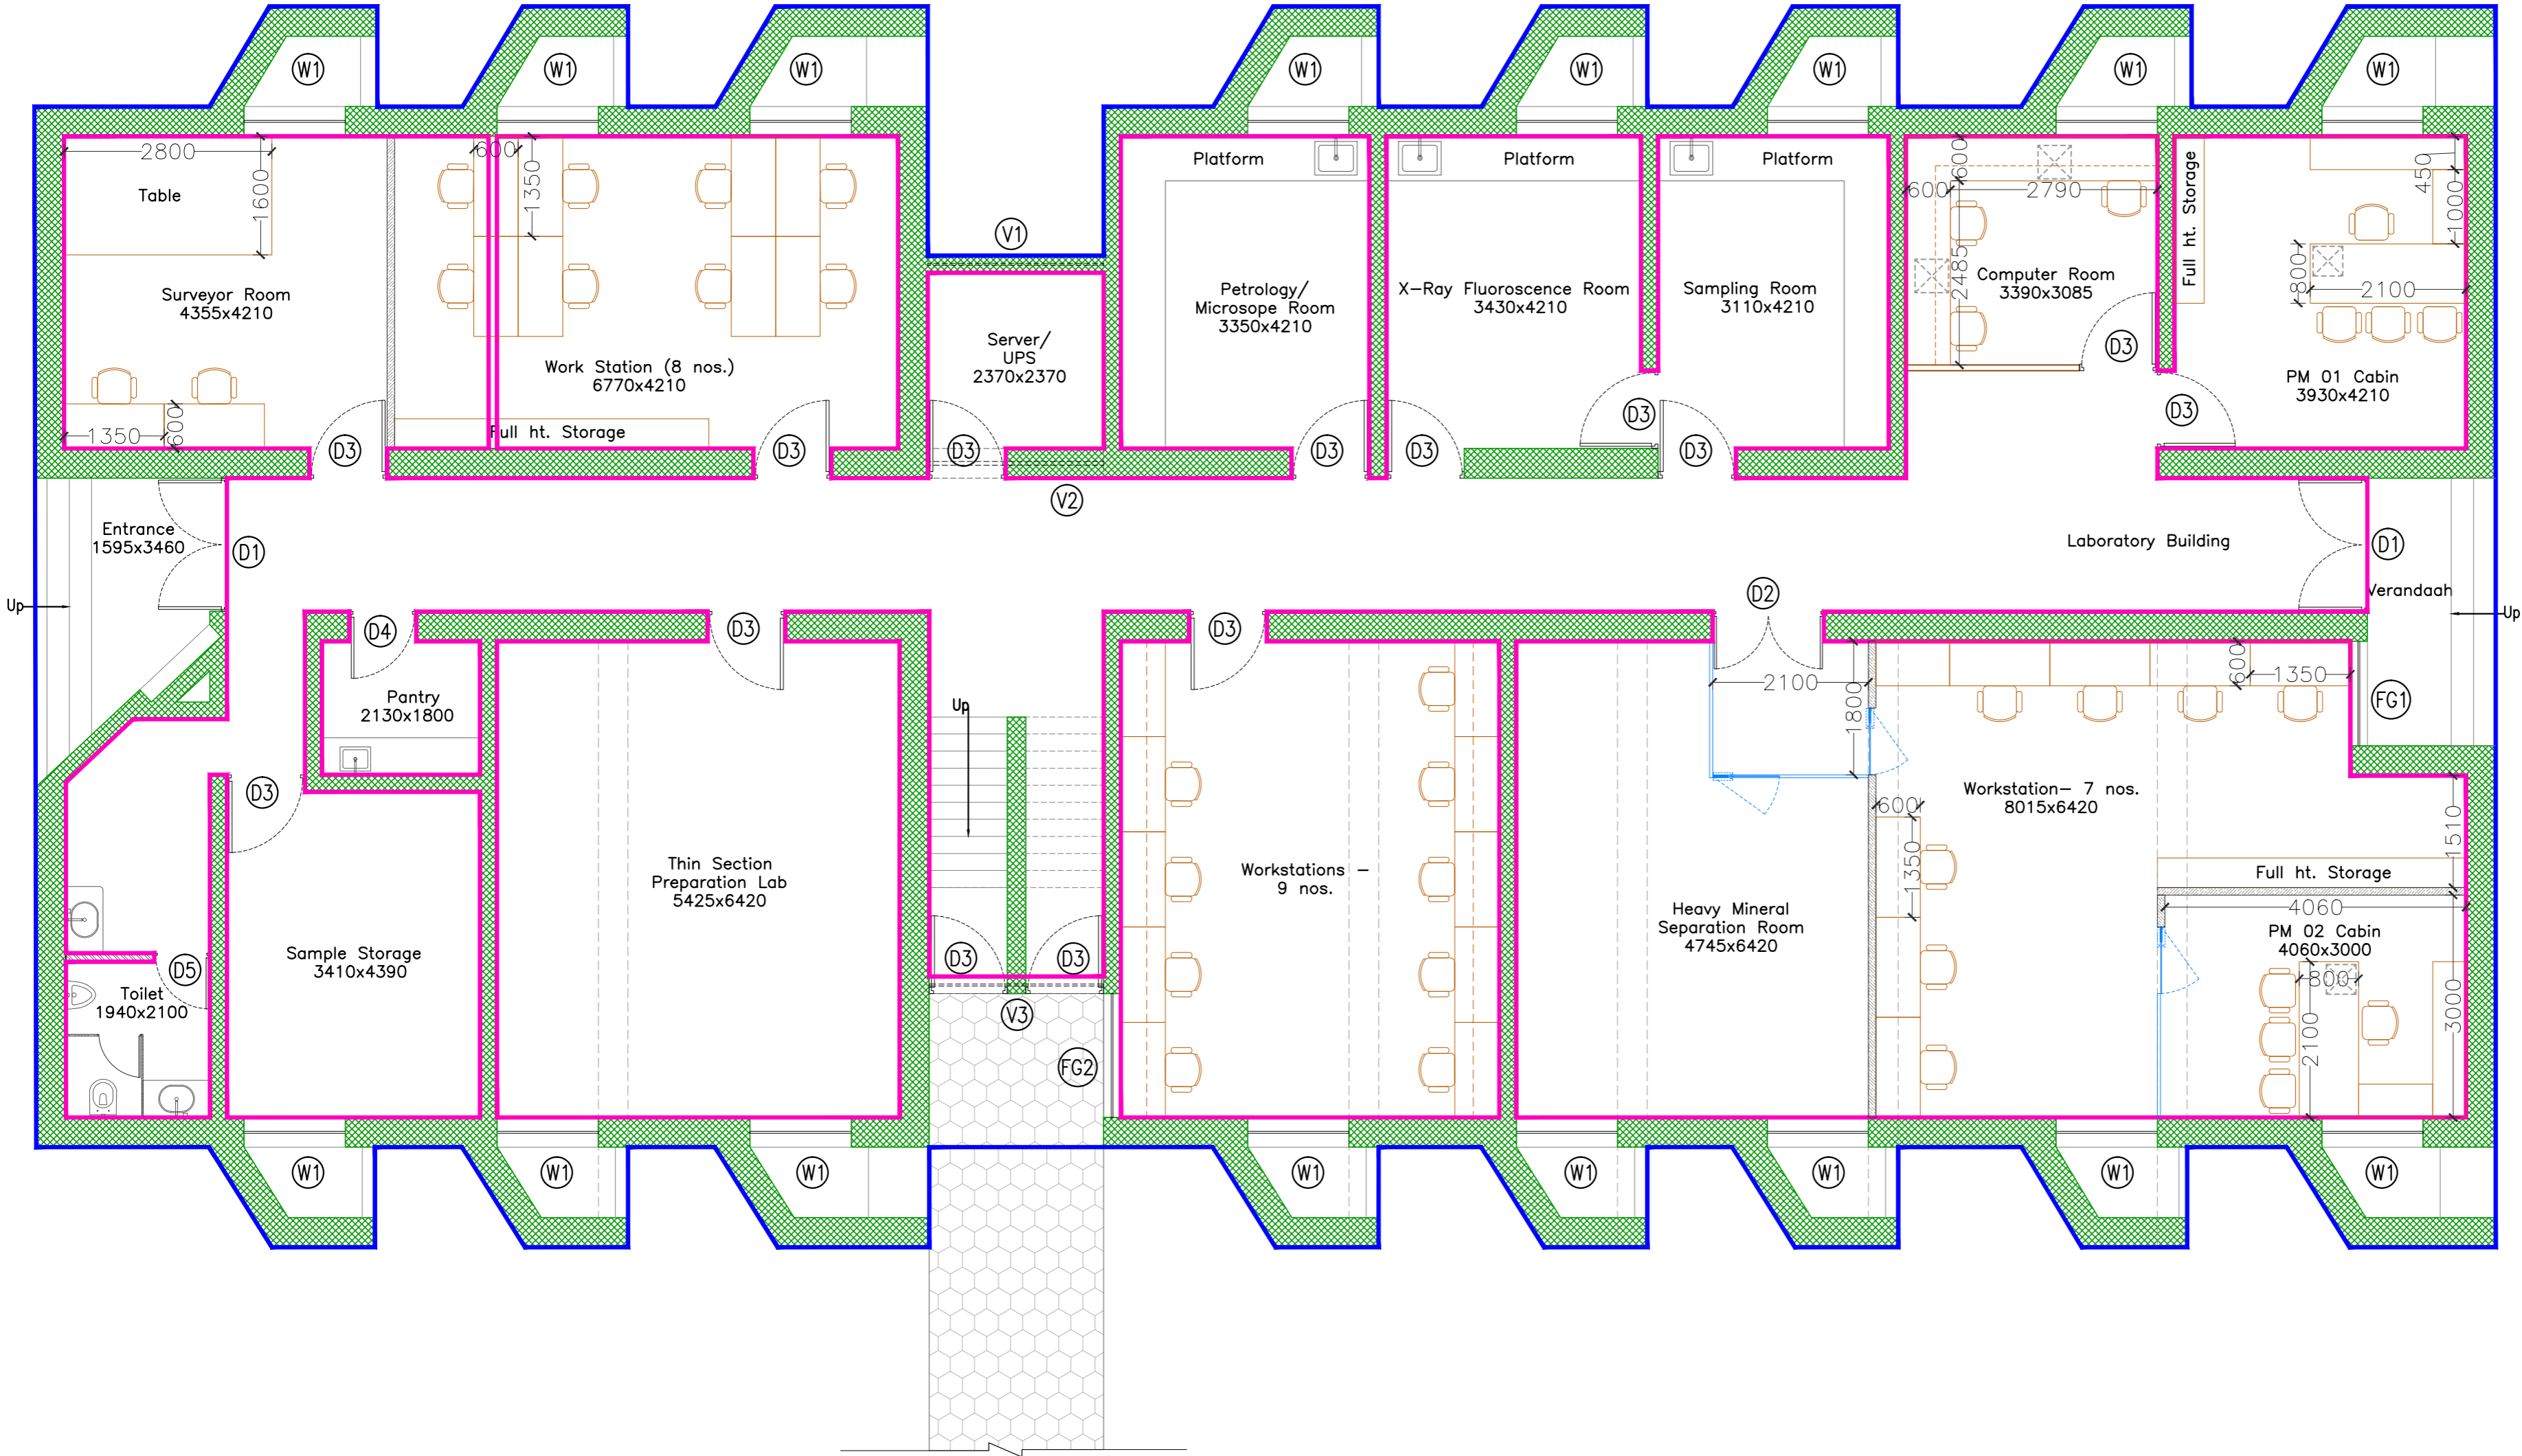 W1
W1
W1
W1
W1
W1
W1
W1
2800
Table
1600
600
1350
Surveyor Room
4355x4210
1350
600
D3
Work Station (8 nos.)
6770x4210
Full ht. Storage
D3
V1
Server/
UPS
2370x2370
D3
V2
Platform
Petrology/
Microsope Room
3350x4210
D3
Platform
X-Ray Fluoroscence Room
3430x4210
D3
D3
Platform
Sampling Room
3110x4210
D3
600
600
2790
2485
Computer Room
3390x3085
D3
Full ht. Storage
450
1000
800
2100
PM 01 Cabin
3930x4210
D3
Entrance
1595x3460
D1
Up
Laboratory Building
D1
Verandaah
Up
D4
Pantry
2130x1800
D3
D3
Up
D3
D2
2100
1800
600
1350
FG1
Workstation- 7 nos.
8015x6420
600
1350
1510
Full ht. Storage
4060
PM 02 Cabin
4060x3000
800
2100
3000
Thin Section
Preparation Lab
5425x6420
Workstations -
9 nos.
Heavy Mineral
Separation Room
4745x6420
Sample Storage
3410x4390
D5
Toilet
1940x2100
D3
D3
V3
FG2
W1
W1
W1
W1
W1
W1
W1
W1